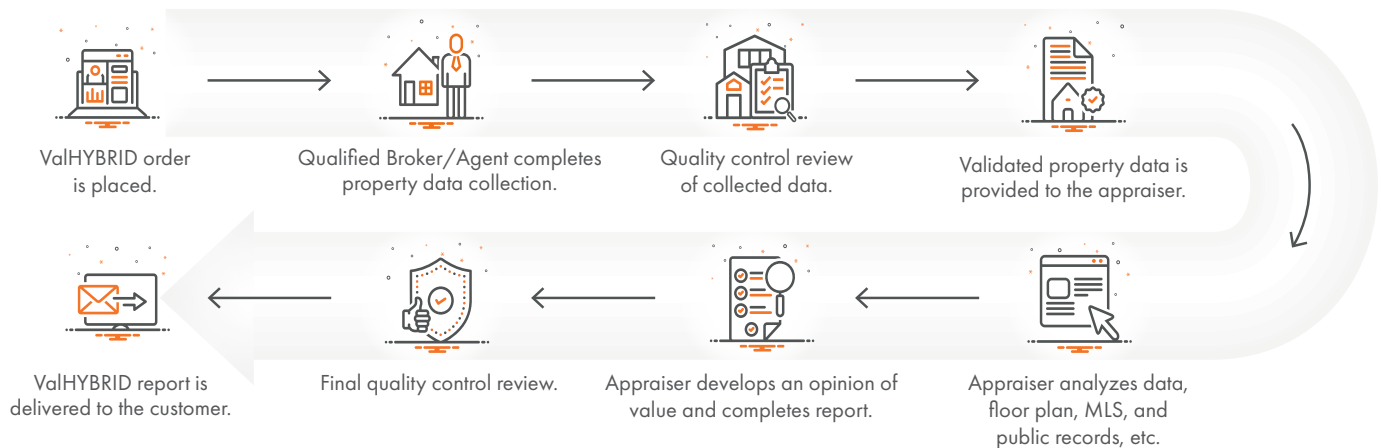 ValHYBRID order
is placed.
Qualified Broker/Agent completes
property data collection.
Quality control review
of collected data.
Validated property data is
provided to the appraiser.
Appraiser analyzes data,
floor plan, MLS, and
public records, etc.
Appraiser develops an opinion of
value and completes report.
Final quality control review.
ValHYBRID report is
delivered to the customer.